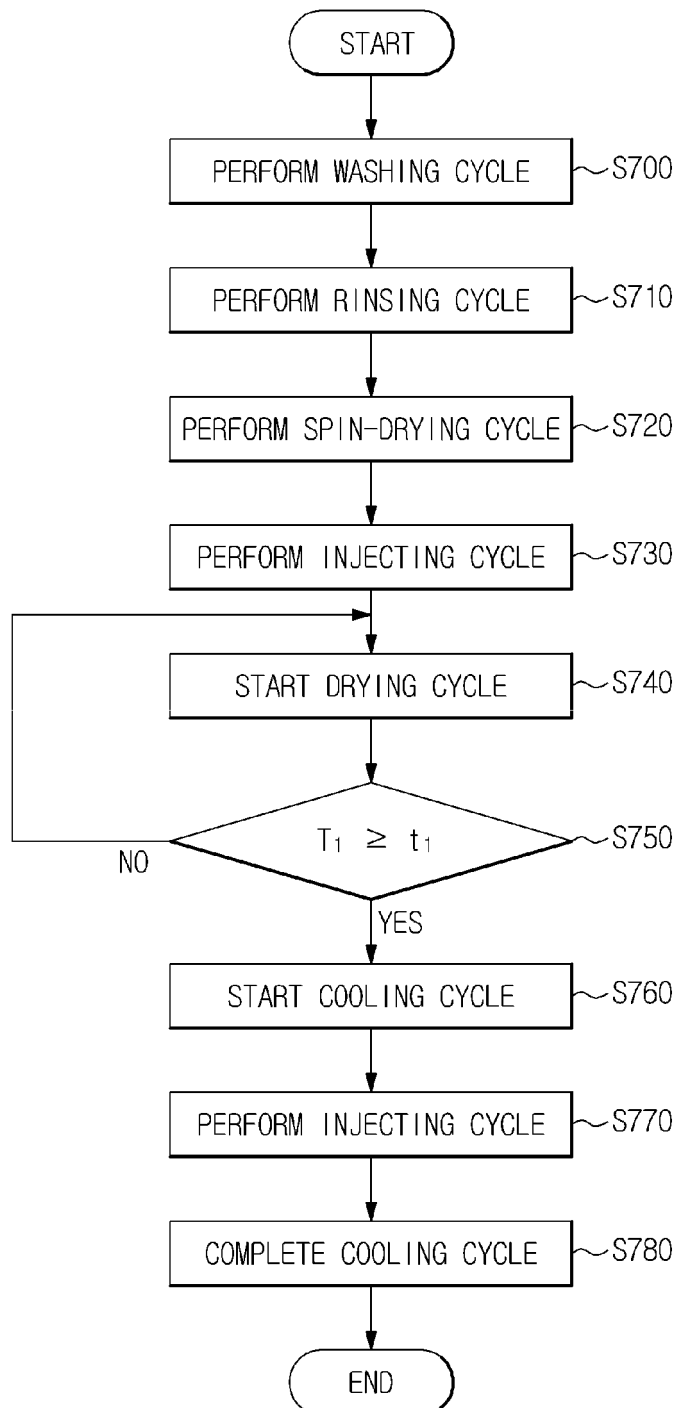 START
PERFORM WASHING CYCLE
S700
PERFORM RINSING CYCLE
S710
PERFORM SPIN-DRYING CYCLE
S720
PERFORM INJECTING CYCLE
S730
START DRYING CYCLE
S740
T₁ ≥ t₁
S750
NO
YES
START COOLING CYCLE
S760
PERFORM INJECTING CYCLE
S770
COMPLETE COOLING CYCLE
S780
END